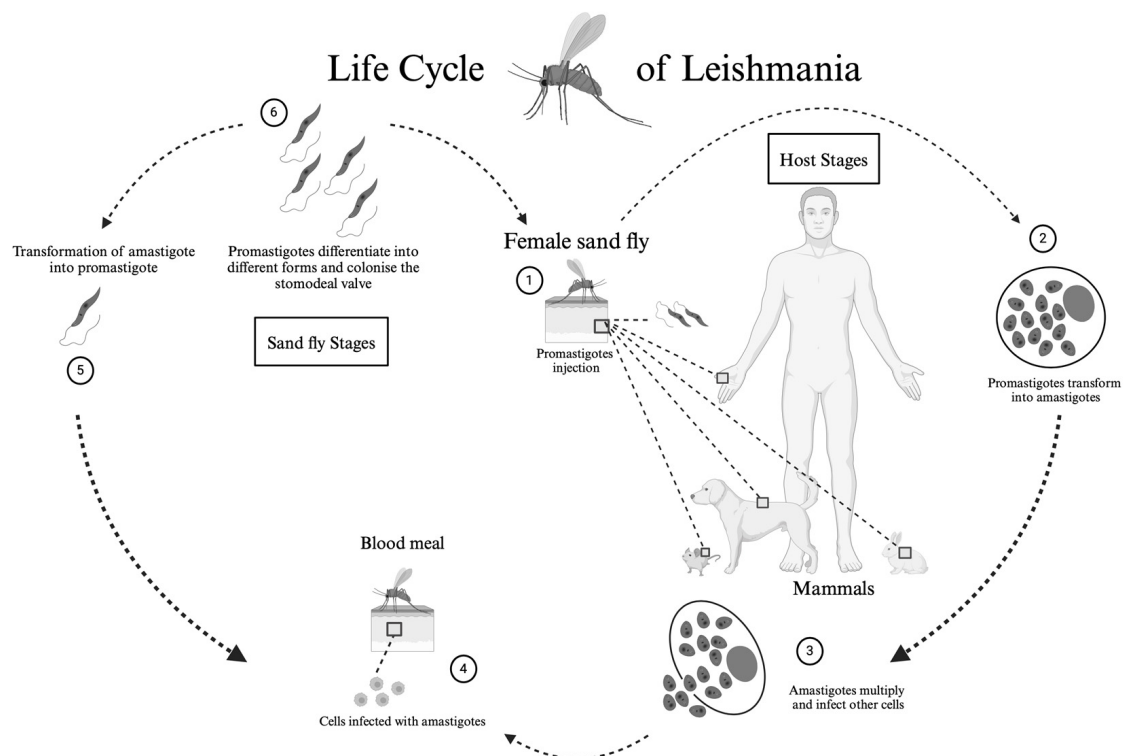 Life Cycle of Leishmania
6
Host Stages
2
Transformation of amastigote
into promastigote
Promastigotes differentiate into
different forms and colonise the
stomodeal valve
Female sand fly
1
Sand fly Stages
Promastigotes
injection
5
Promastigotes transform
into amastigotes
Blood meal
Mammals
4
3
Amastigotes multiply
and infect other cells
Cells infected with amastigotes